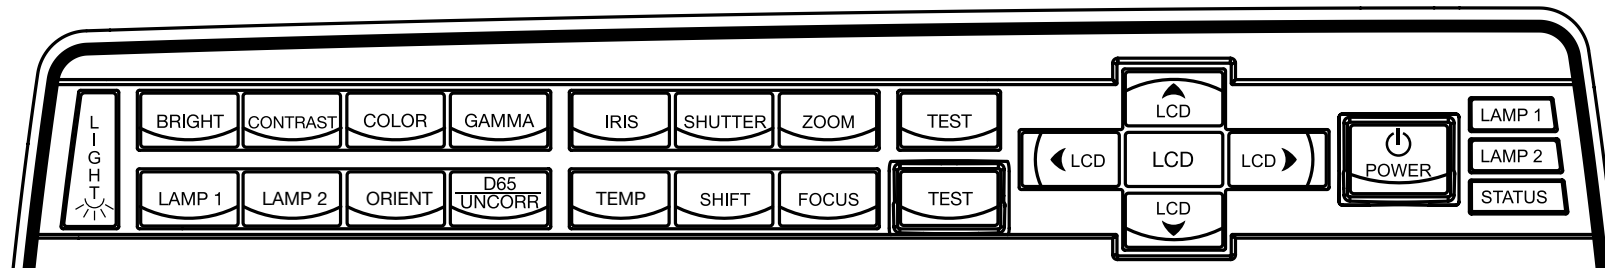 LIGHT
BRIGHT CONTRAST COLOR GAMMA IRIS SHUTTER ZOOM TEST
LAMP 1 LAMP 2 ORIENT D65 UNCORR TEMP SHIFT FOCUS TEST
LCD
LCD LCD LCD
LCD
POWER
LAMP 1
LAMP 2
STATUS